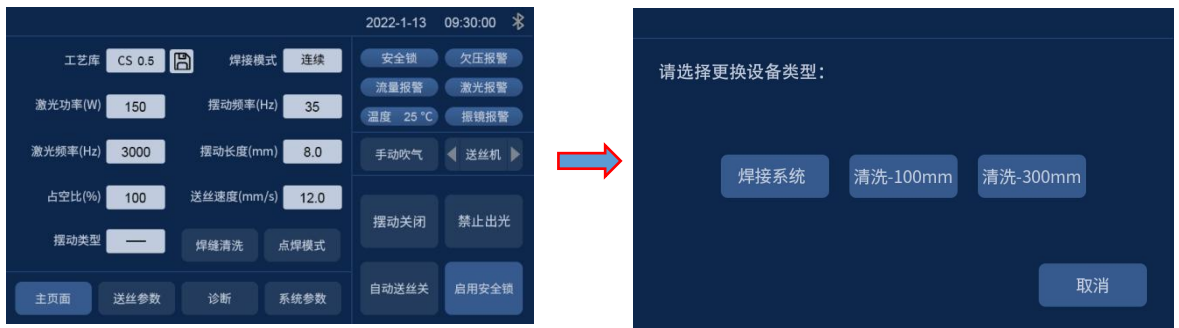 2022-1-13 09:30:00
工艺库 CS 0.5 焊接模式 连续
激光功率(W) 150 摆动频率(Hz) 35
激光频率(Hz) 3000 摆动长度(mm) 8.0
占空比(%) 100 送丝速度(mm/s) 12.0
摆动类型 — 焊缝清洗 点焊模式
主页面 送丝参数 诊断 系统参数
安全锁 欠压报警
流量报警 激光报警
温度 25 °C 振镜报警
手动吹气 送丝机
摆动关闭 禁止出光
自动送丝关 启用安全锁
请选择更换设备类型:
焊接系统 清洗-100mm 清洗-300mm
取消